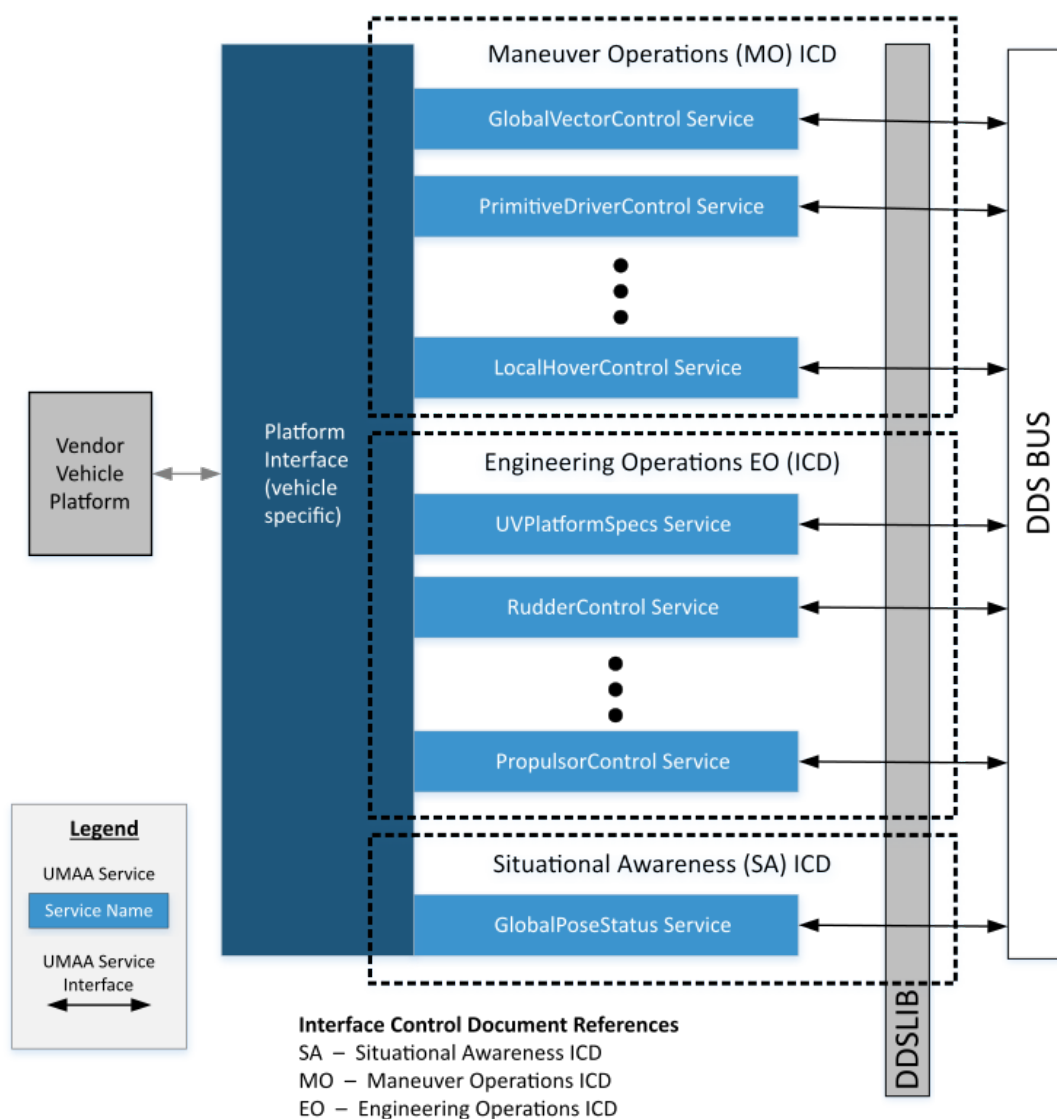 Maneuver Operations (MO) ICD
GlobalVectorControl Service
PrimitiveDriverControl Service
LocalHoverControl Service
Vendor
Vehicle
Platform
Platform
Interface
(vehicle
specific)
Engineering Operations EO (ICD)
UVPlatformSpecs Service
RudderControl Service
PropulsorControl Service
Situational Awareness (SA) ICD
GlobalPoseStatus Service
DDSLIB
DDS BUS
Legend
UMAA Service
Service Name
UMAA Service
Interface
Interface Control Document References
SA – Situational Awareness ICD
MO – Maneuver Operations ICD
EO – Engineering Operations ICD